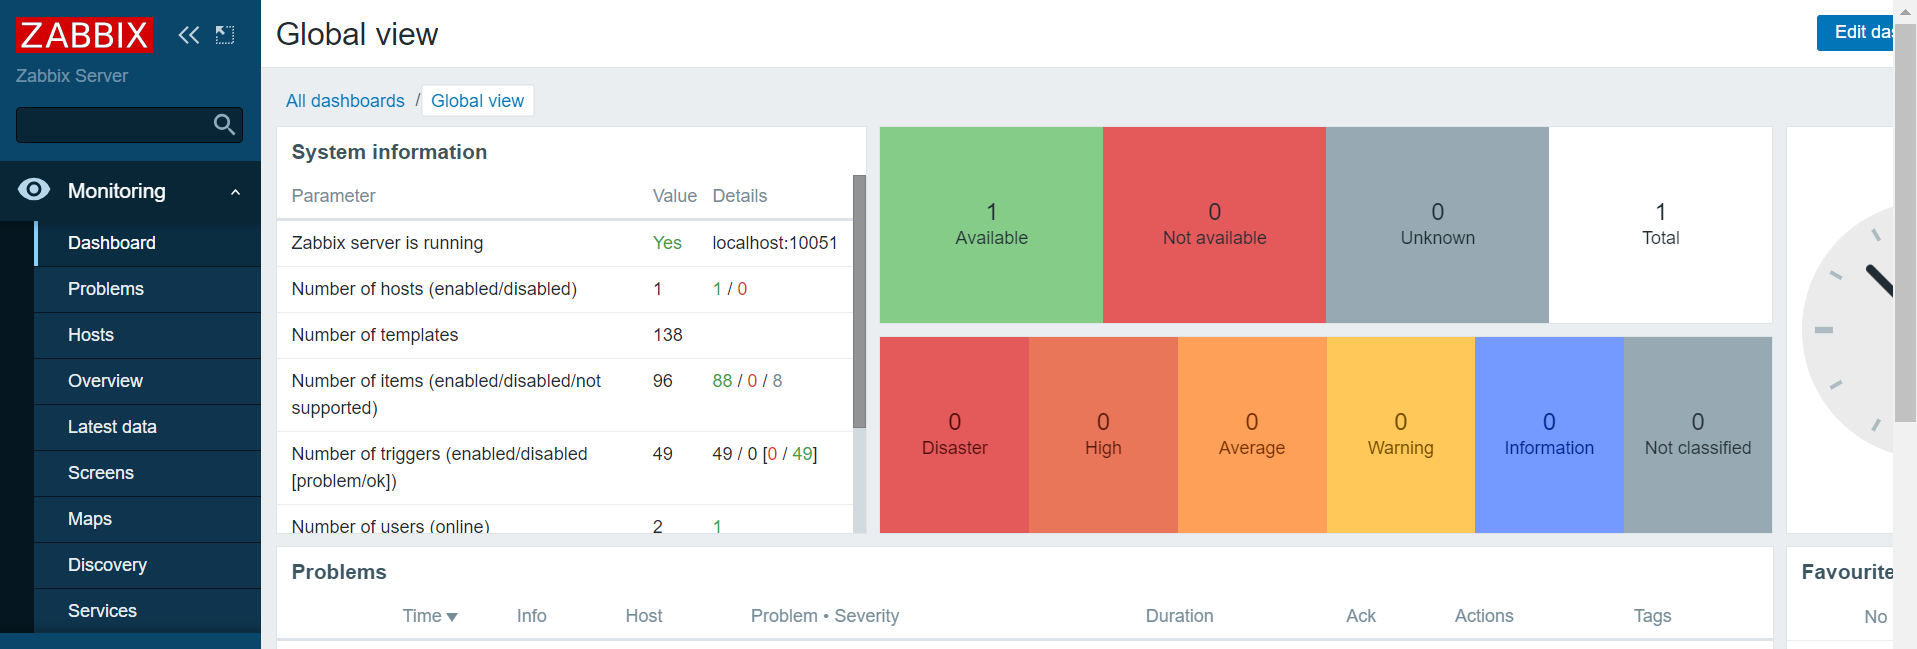 ZABBIX
Zabbix Server
Monitoring
Dashboard
Problems
Hosts
Overview
Latest data
Screens
Maps
Discovery
Services
Global view
Edit das
All dashboards / Global view
System information
Parameter Value Details
Zabbix server is running Yes localhost:10051
Number of hosts (enabled/disabled) 1 1 / 0
Number of templates 138
Number of items (enabled/disabled/not 96 88 / 0 / 8
supported)
Number of triggers (enabled/disabled 49 49 / 0 [0 / 49]
[problem/ok])
Number of users (online) 2 1
1 0 0 1
Available Not available Unknown Total
0 0 0 0 0 0
Disaster High Average Warning Information Not classified
Problems
Time Info Host Problem • Severity Duration Ack Actions Tags
Favourite
No